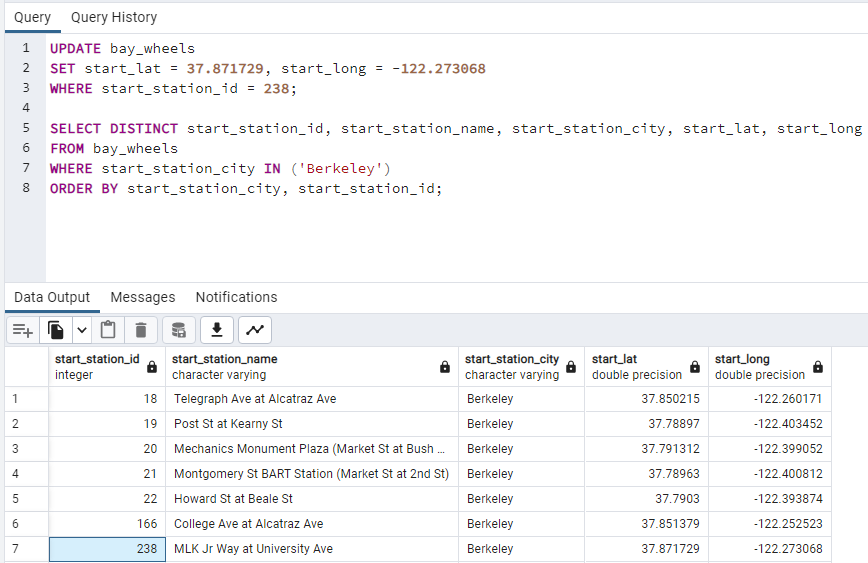 Query Query History
1 UPDATE bay_wheels
2 SET start_lat = 37.871729, start_long = -122.273068
3 WHERE start_station_id = 238;
4
5 SELECT DISTINCT start_station_id, start_station_name, start_station_city, start_lat, start_long
6 FROM bay_wheels
7 WHERE start_station_city IN ('Berkeley')
8 ORDER BY start_station_city, start_station_id;
Data Output Messages Notifications
start_station_id start_station_name start_station_city start_lat start_long
integer character varying character varying double precision double precision
1 18 Telegraph Ave at Alcatraz Ave Berkeley 37.850215 -122.260171
2 19 Post St at Kearny St Berkeley 37.78897 -122.403452
3 20 Mechanics Monument Plaza (Market St at Bush ... Berkeley 37.791312 -122.399052
4 21 Montgomery St BART Station (Market St at 2nd St) Berkeley 37.78963 -122.400812
5 22 Howard St at Beale St Berkeley 37.7903 -122.393874
6 166 College Ave at Alcatraz Ave Berkeley 37.851379 -122.252523
7 238 MLK Jr Way at University Ave Berkeley 37.871729 -122.273068